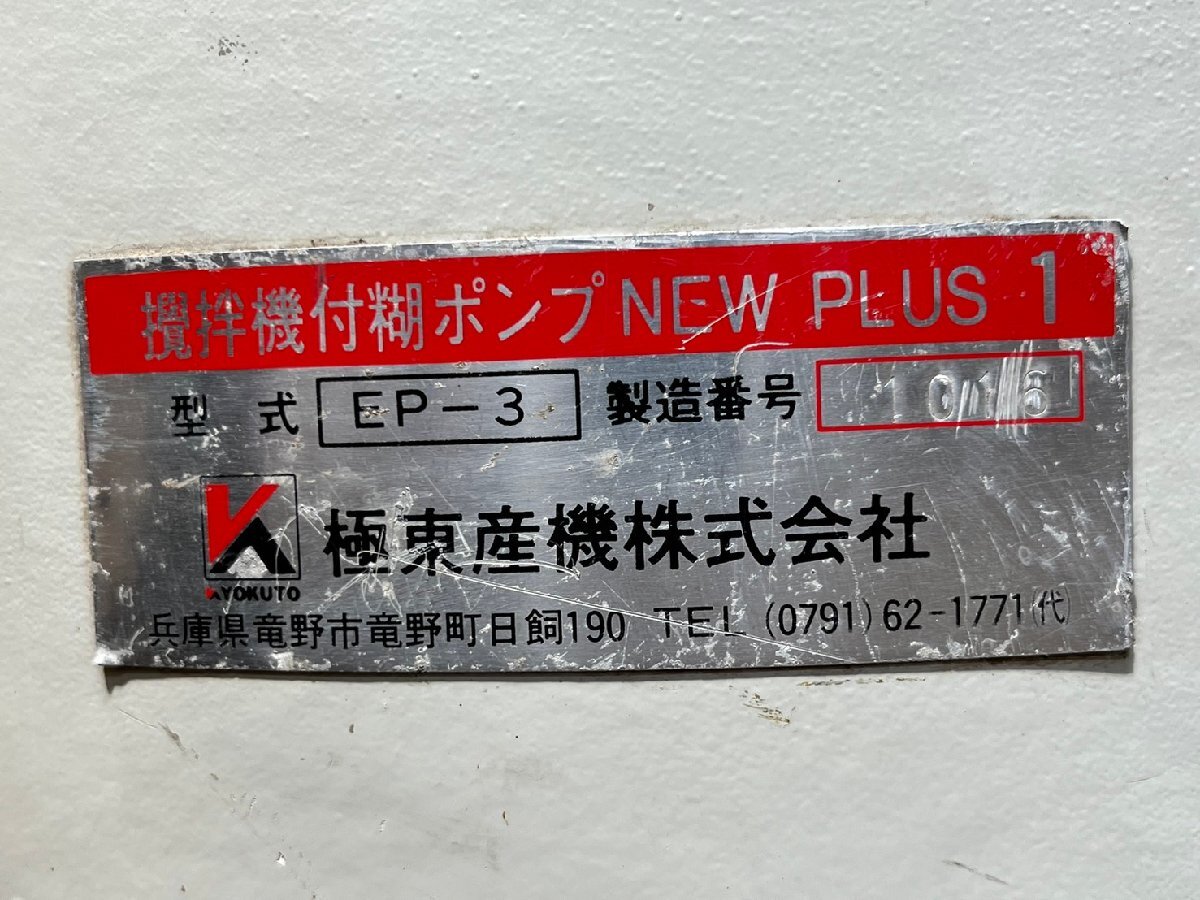 攪拌機付糊ポンプNEW PLUS 1
型式 EP-3 製造番号
極東産機株式会社
KYOKUTO
兵庫県竜野市竜野町日飼190 TEL (0791)62-1771(代)